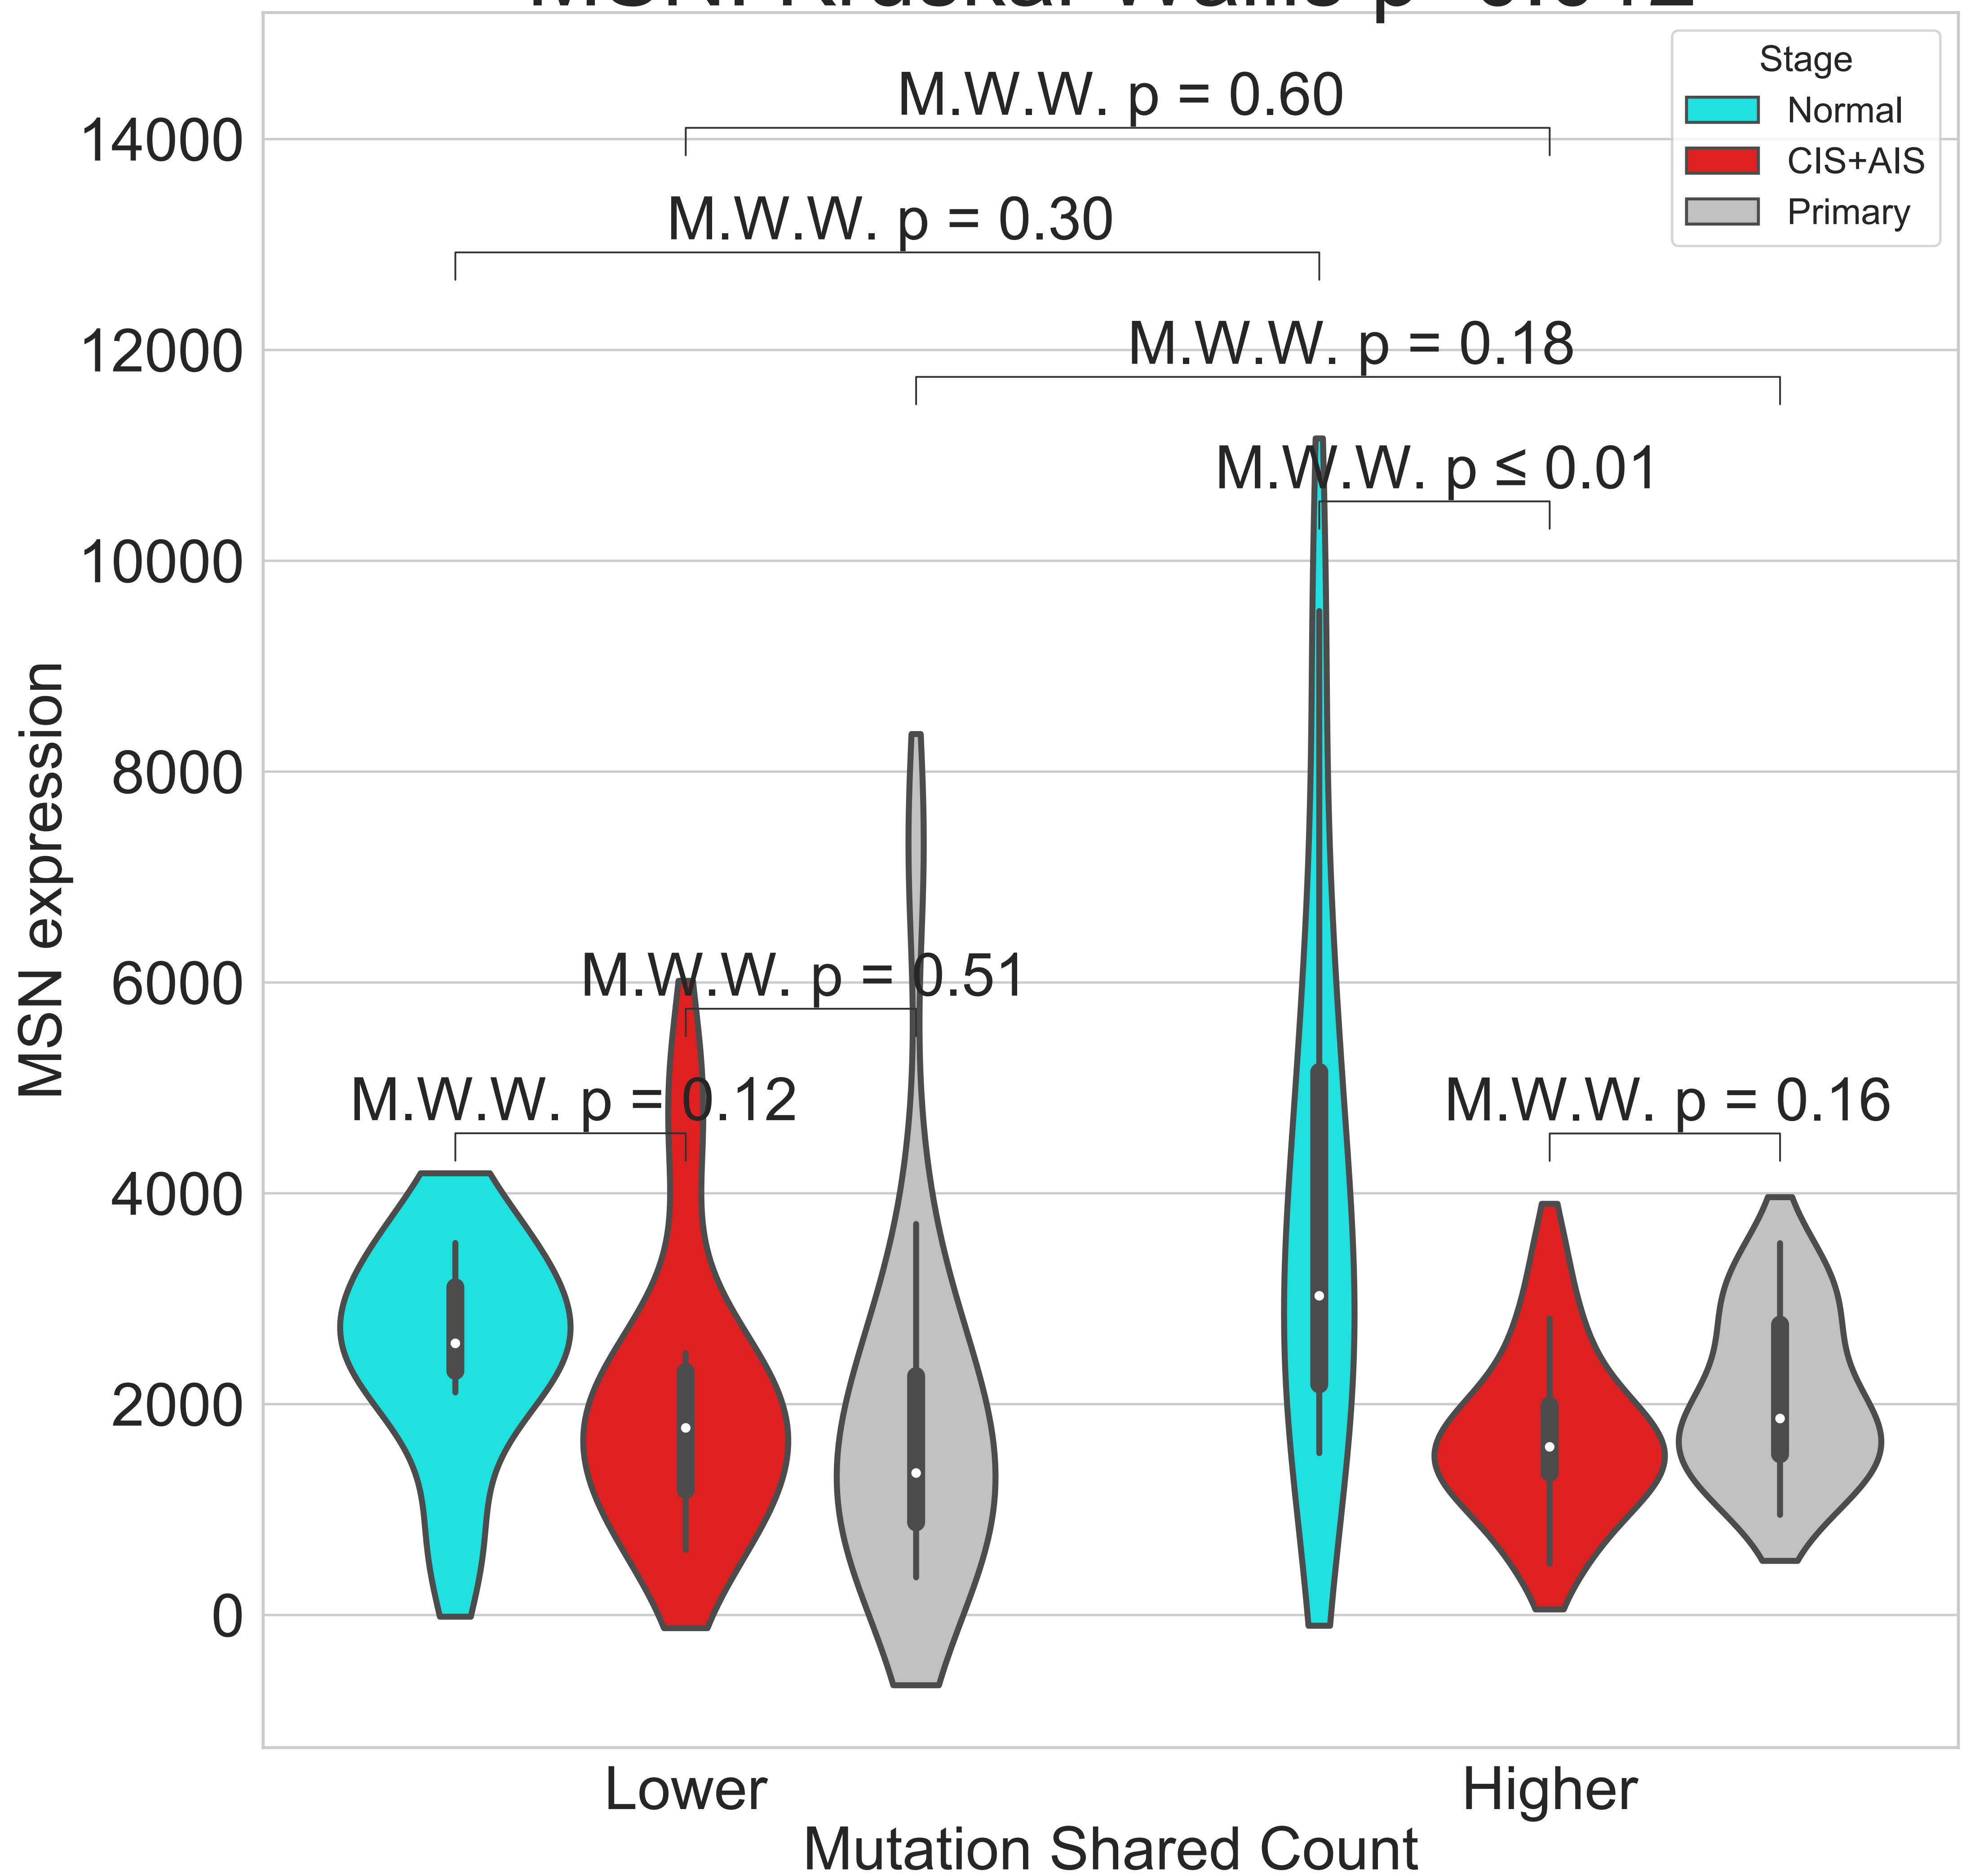 Stage
Normal
CIS+AIS
Primary
M.W.W. p = 0.60
M.W.W. p = 0.30
M.W.W. p = 0.18
M.W.W. p ≤ 0.01
M.W.W. p = 0.51
M.W.W. p = 0.12
M.W.W. p = 0.16
14000
12000
10000
8000
6000
4000
2000
0
MSN expression
Lower
Higher
Mutation Shared Count